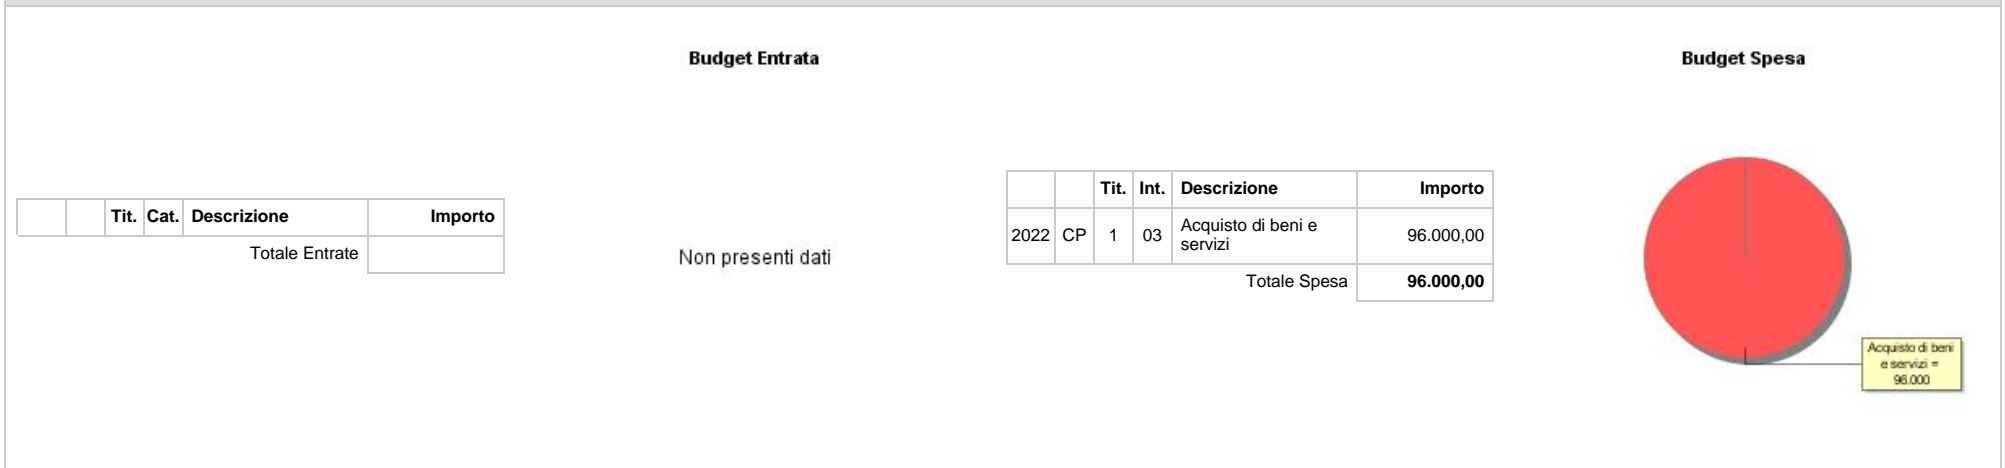 Budget Entrata
Budget Spesa
Tit. Cat. Descrizione Importo
Totale Entrate
Non presenti dati
Tit. Int. Descrizione Importo
2022 CP 1 03 Acquisto di beni e
servizi 96.000,00
Totale Spesa 96.000,00
Acquisto di beni
e servizi =
96.000